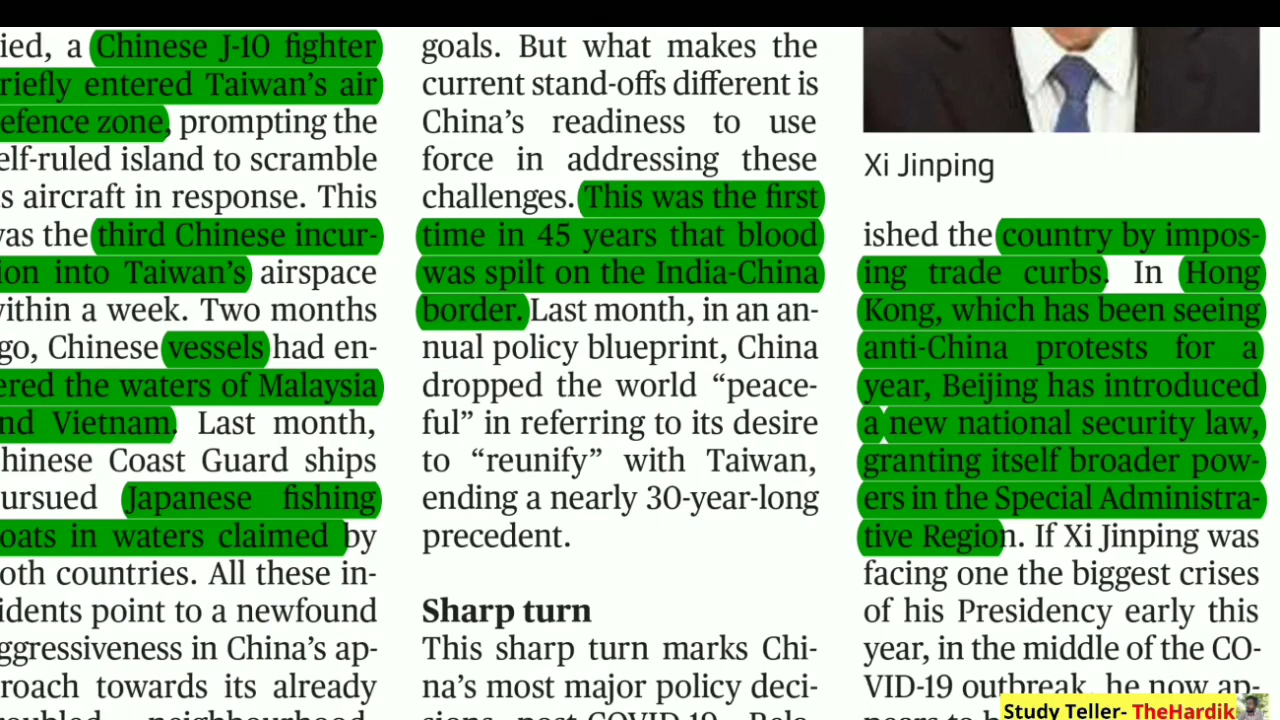 ied, a Chinese J-10 fighter
riefly entered Taiwan’s air
efence zone, prompting the
elf-ruled island to scramble
s aircraft in response. This
as the third Chinese incur-
ion into Taiwan’s airspace
ithin a week. Two months
go, Chinese vessels had en-
ered the waters of Malaysia
nd Vietnam. Last month,
hinese Coast Guard ships
ursued Japanese fishing
oats in waters claimed by
oth countries. All these in-
idents point to a newfound
ggressiveness in China’s ap-
roach towards its already
neighbourhood.
goals. But what makes the
current stand-offs different is
China’s readiness to use
force in addressing these
challenges. This was the first
time in 45 years that blood
was spilt on the India-China
border. Last month, in an an-
nual policy blueprint, China
dropped the world “peace-
ful” in referring to its desire
to “reunify” with Taiwan,
ending a nearly 30-year-long
precedent.
Sharp turn
This sharp turn marks Chi-
na’s most major policy deci-
sions post COVID-19.
Xi Jinping
ished the country by impos-
ing trade curbs. In Hong
Kong, which has been seeing
anti-China protests for a
year, Beijing has introduced
a new national security law,
granting itself broader pow-
ers in the Special Administra-
tive Region. If Xi Jinping was
facing one the biggest crises
of his Presidency early this
year, in the middle of the CO-
VID-19 outbreak, he now ap-
Study Teller- TheHardik